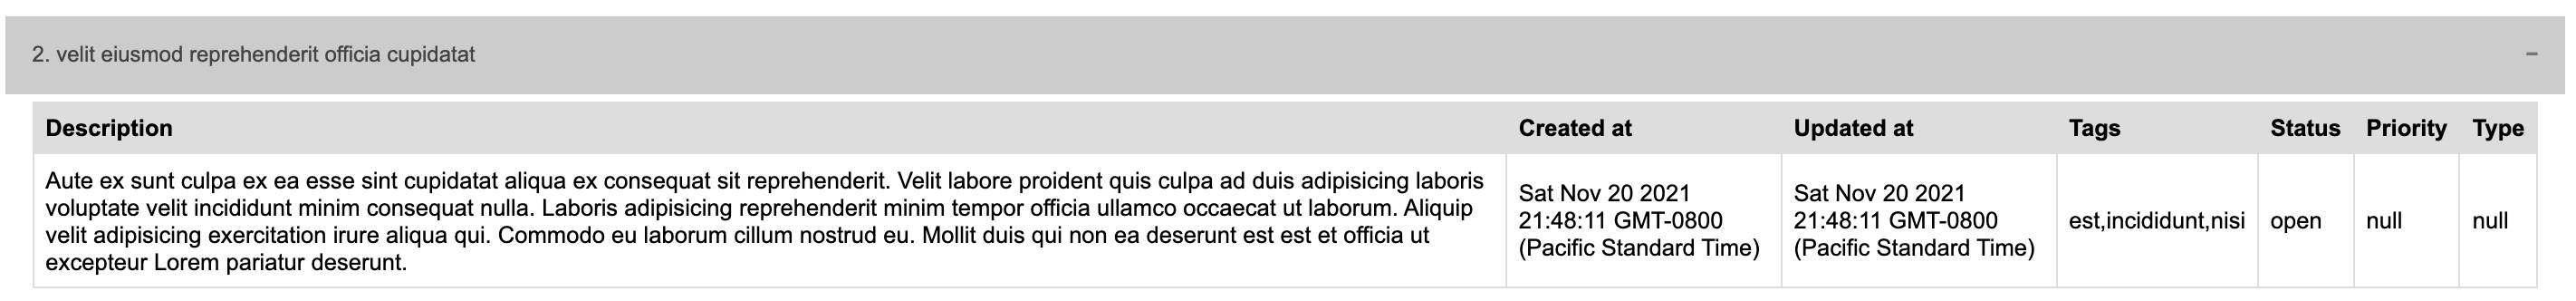 2. velit eiusmod reprehenderit officia cupidatat
–
Description Created at Updated at Tags Status Priority Type
Aute ex sunt culpa ex ea esse sint cupidatat aliqua ex consequat sit reprehenderit. Velit labore proident quis culpa ad duis adipisicing laboris
voluptate velit incididunt minim consequat nulla. Laboris adipisicing reprehenderit minim tempor officia ullamco occaecat ut laborum. Aliquip
velit adipisicing exercitation irure aliqua qui. Commodo eu laborum cillum nostrud eu. Mollit duis qui non ea deserunt est est et officia ut
excepteur Lorem pariatur deserunt.
Sat Nov 20 2021
21:48:11 GMT-0800
(Pacific Standard Time)
Sat Nov 20 2021
21:48:11 GMT-0800
(Pacific Standard Time)
est,incididunt,nisi
open
null
null